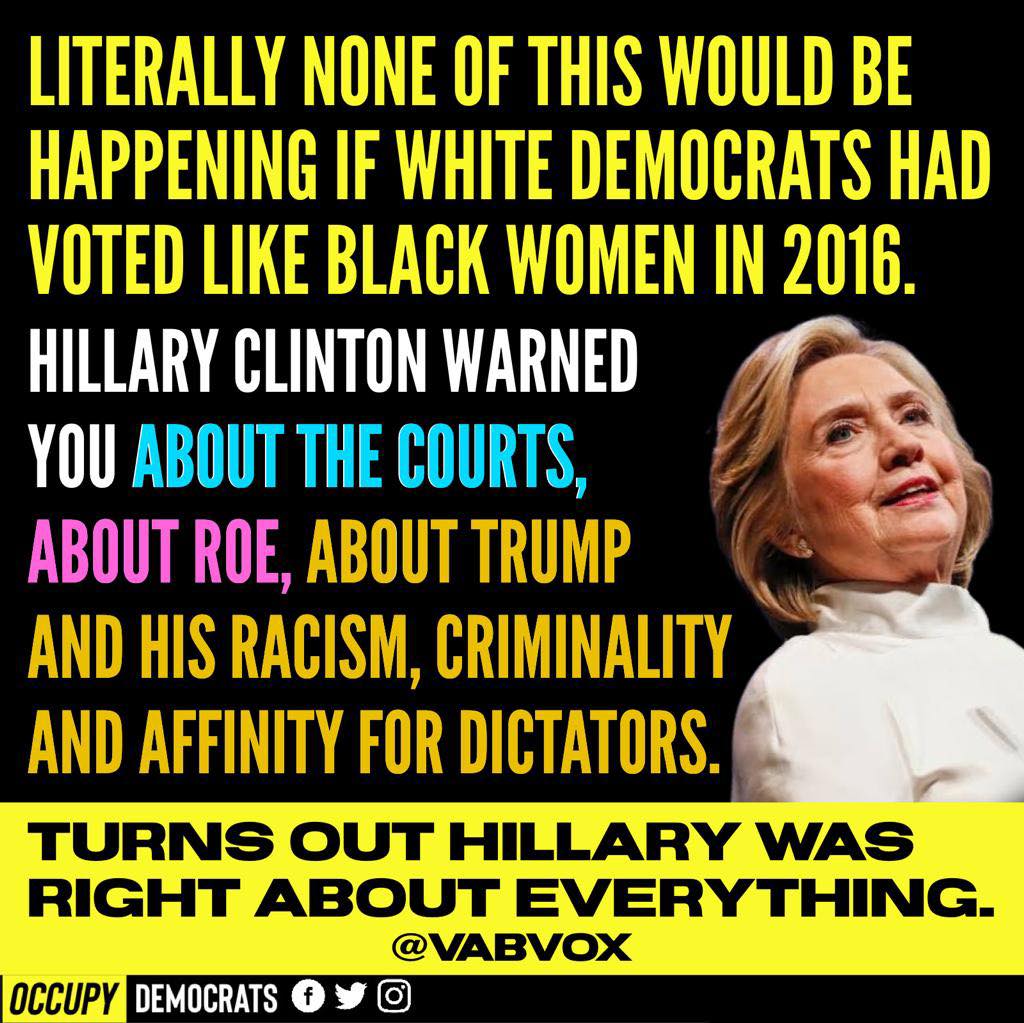 LITERALLY NONE OF THIS WOULD BE
HAPPENING IF WHITE DEMOCRATS HAD
VOTED LIKE BLACK WOMEN IN 2016.
HILLARY CLINTON WARNED
YOU ABOUT THE COURTS,
ABOUT ROE, ABOUT TRUMP
AND HIS RACISM, CRIMINALITY
AND AFFINITY FOR DICTATORS.
TURNS OUT HILLARY WAS
RIGHT ABOUT EVERYTHING.
@VABVOX
OCCUPY DEMOCRATS